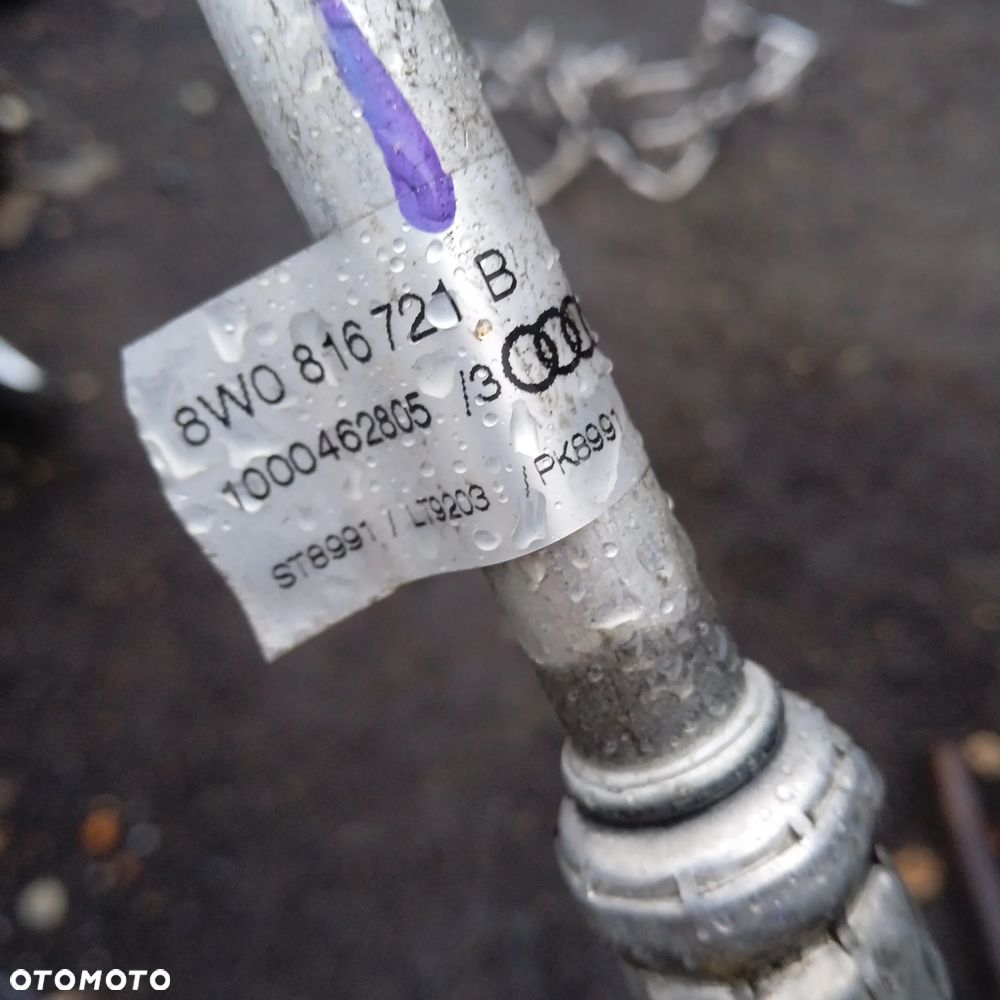 8W0 816 721 B
1000462805 /3
ST8991 / LT9203 / PK8991
OTOMOTO